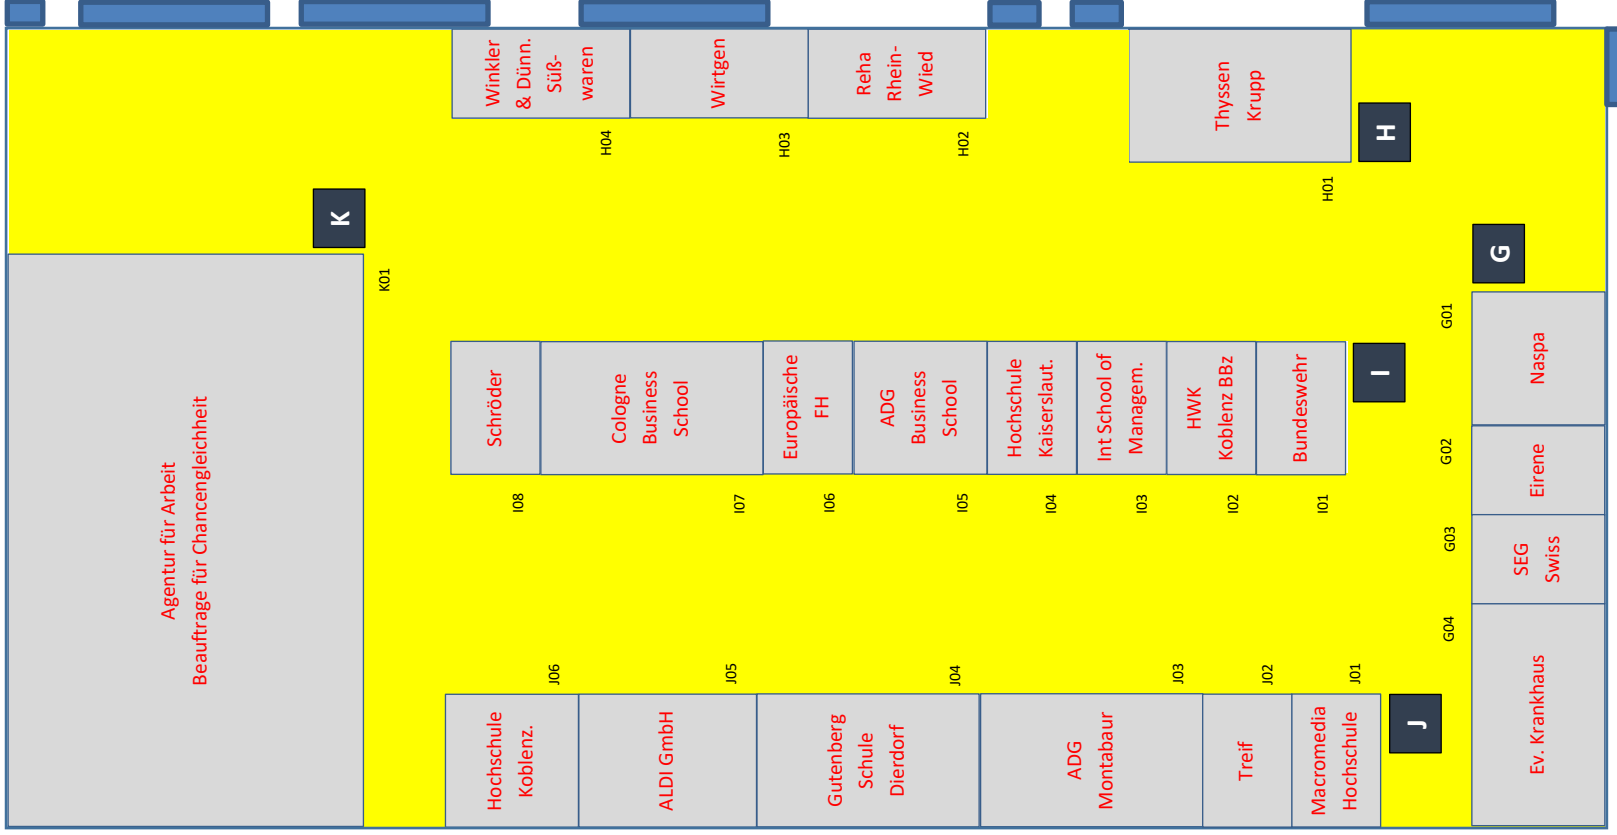 Agentur für Arbeit
Beauftrage für Chancengleichheit
K01
K
Winkler
& Dünn.
Süß-
waren
H04
Wirtgen
H03
Reha
Rhein-
Wied
H02
Thyssen
Krupp
H01
H
Schröder
I08
Cologne
Business
School
I07
Europäische
FH
I06
ADG
Business
School
I05
Hochschule
Kaiserslaut.
I04
Int School of
Managem.
I03
HWK
Koblenz BBz
I02
Bundeswehr
I01
I
Hochschule
Koblenz.
J06
ALDI GmbH
J05
Gutenberg
Schule
Dierdorf
J04
ADG
Montabaur
J03
Treif
J02
Macromedia
Hochschule
J01
J
G
G01
Naspa
G02
Eirene
G03
SEG
Swiss
G04
Ev. Krankhaus